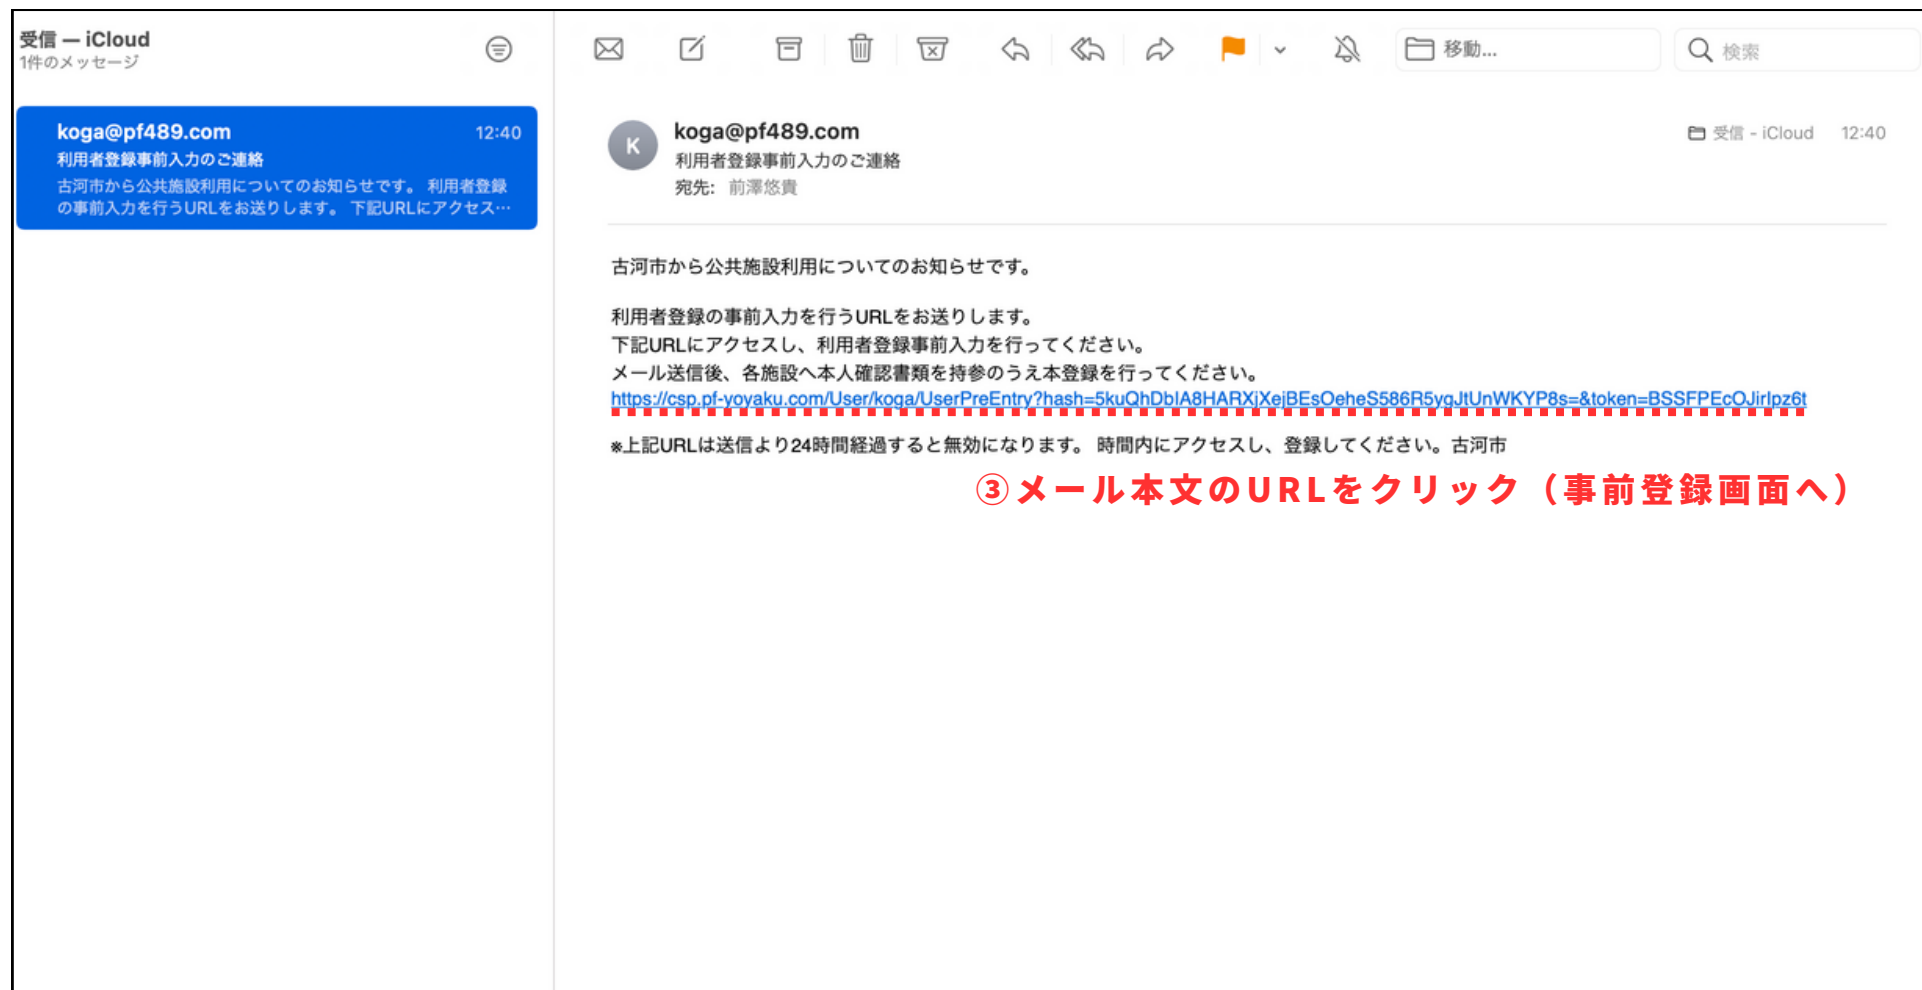 受信 — iCloud
1件のメッセージ
移動...
検索
koga@pf489.com 12:40
利用者登録事前入力のご連絡
古河市から公共施設利用についてのお知らせです。 利用者登録
の事前入力を行うURLをお送りします。 下記URLにアクセス…
K
koga@pf489.com
受信 - iCloud 12:40
利用者登録事前入力のご連絡
宛先: 前澤悠貴
古河市から公共施設利用についてのお知らせです。
利用者登録の事前入力を行うURLをお送りします。
下記URLにアクセスし、利用者登録事前入力を行ってください。
メール送信後、各施設へ本人確認書類を持参のうえ本登録を行ってください。
https://csp.pf-yoyaku.com/User/koga/UserPreEntry?hash=5kuQhDbIA8HARXjXejBEsOeheS586R5ygJtUnWKYP8s=&token=BSSFPEcOJirIpz6t
※上記URLは送信より24時間経過すると無効になります。 時間内にアクセスし、登録してください。古河市
③メール本文のURLをクリック（事前登録画面へ）